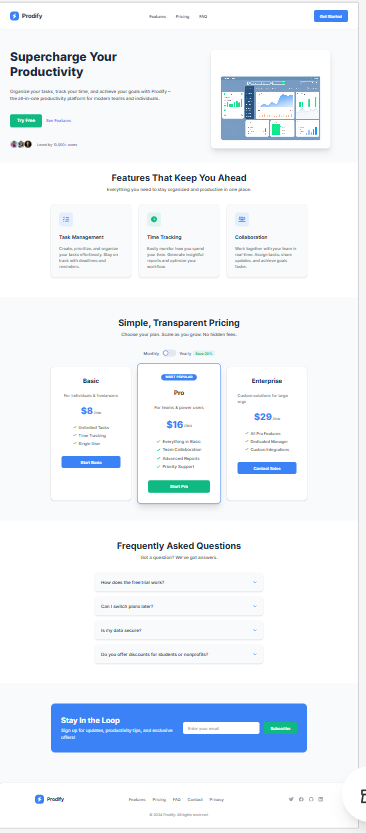 Prodify
Features Pricing FAQ
Get Started
Supercharge Your
Productivity
Organize your tasks, track your time, and achieve your goals with Prodify –
the all-in-one productivity platform for modern teams and individuals.
Try Free
See Features
Loved by 10,000+ users
Features That Keep You Ahead
Everything you need to stay organized and productive in one place.
Task Management
Create, prioritize, and organize
your tasks effortlessly. Stay on
track with deadlines and
reminders.
Time Tracking
Easily monitor how you spend
your time. Generate insightful
reports and optimize your
workflow.
Collaboration
Work together with your team in
real-time. Assign tasks, share
updates, and achieve goals
faster.
Simple, Transparent Pricing
Choose your plan. Scale as you grow. No hidden fees.
Monthly Yearly Save 20%
Basic
For individuals & freelancers
$8 /mo
Unlimited Tasks
Time Tracking
Single User
Start Basic
MOST POPULAR
Pro
For teams & power users
$16 /mo
Everything in Basic
Team Collaboration
Advanced Reports
Priority Support
Start Pro
Enterprise
Custom solutions for large
orgs
$29 /mo
All Pro Features
Dedicated Manager
Custom Integrations
Contact Sales
Frequently Asked Questions
Got a question? We've got answers.
How does the free trial work?
Can I switch plans later?
Is my data secure?
Do you offer discounts for students or nonprofits?
Stay in the Loop
Sign up for updates, productivity tips, and exclusive
offers!
Enter your email
Subscribe
Prodify
Features Pricing FAQ Contact Privacy
© 2024 Prodify. All rights reserved.